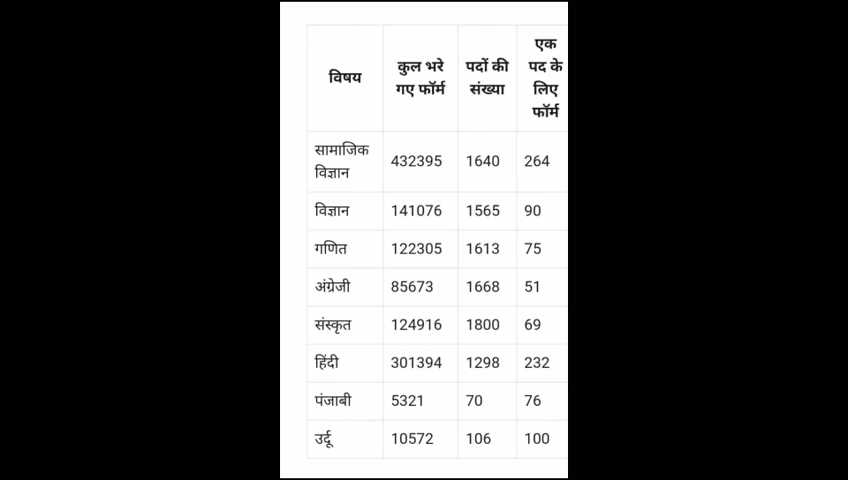 विषय कुल भरे गए फॉर्म पदों की संख्या एक पद के लिए फॉर्म
सामाजिक विज्ञान 432395 1640 264
विज्ञान 141076 1565 90
गणित 122305 1613 75
अंग्रेजी 85673 1668 51
संस्कृत 124916 1800 69
हिंदी 301394 1298 232
पंजाबी 5321 70 76
उर्दू 10572 106 100